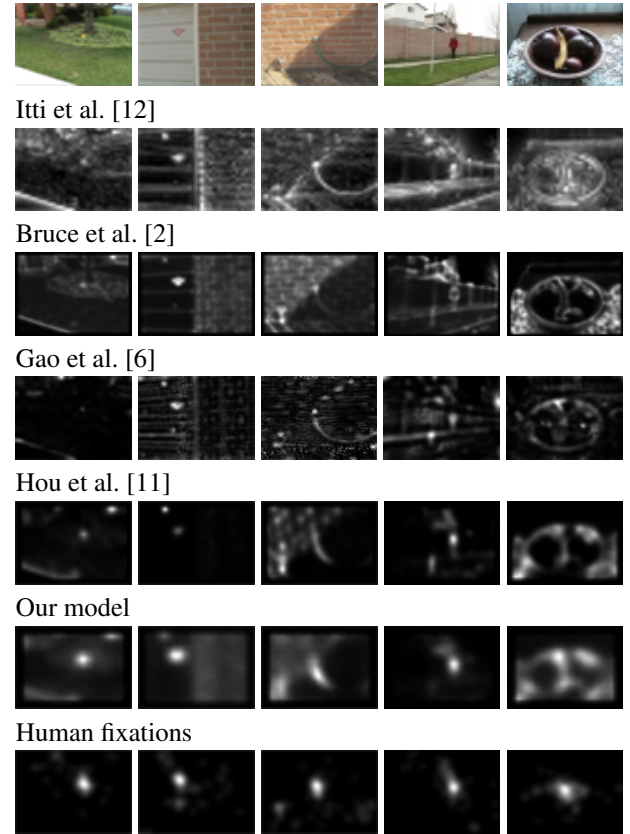 Itti et al. [12]
Bruce et al. [2]
Gao et al. [6]
Hou et al. [11]
Our model
Human fixations